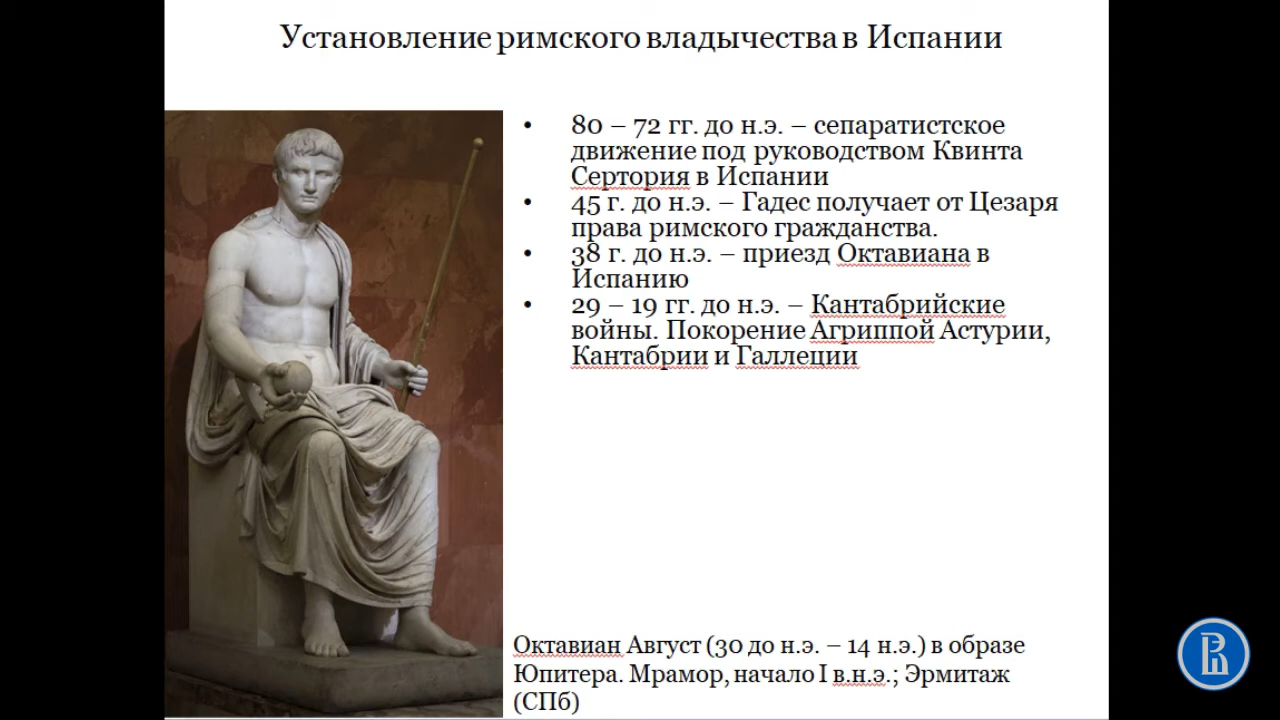 Установление римского владычества в Испании
• 80 – 72 гг. до н.э. – сепаратистское
движение под руководством Квинта
Сертория в Испании
• 45 г. до н.э. – Гадес получает от Цезаря
права римского гражданства.
• 38 г. до н.э. – приезд Октавиана в
Испанию
• 29 – 19 гг. до н.э. – Кантабрийские
войны. Покорение Агриппой Астурии,
Кантабрии и Галлеции
Октавиан Август (30 до н.э. – 14 н.э.) в образе
Юпитера. Мрамор, начало I в.н.э.; Эрмитаж
(СПб)